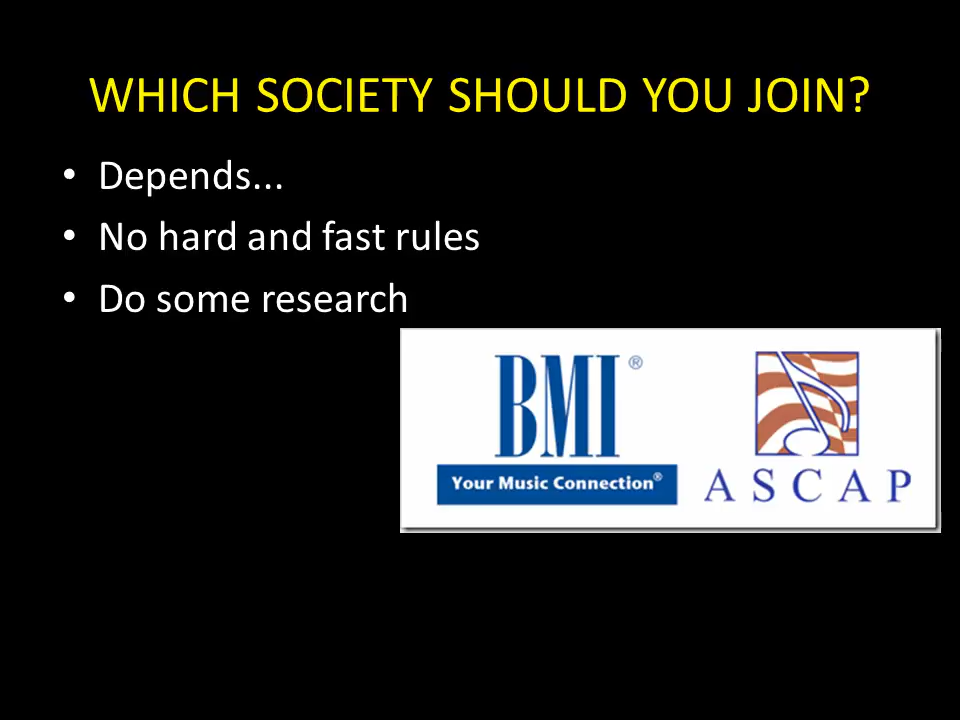 WHICH SOCIETY SHOULD YOU JOIN?
• Depends...
• No hard and fast rules
• Do some research
BMI®
Your Music Connection®
ASCAP